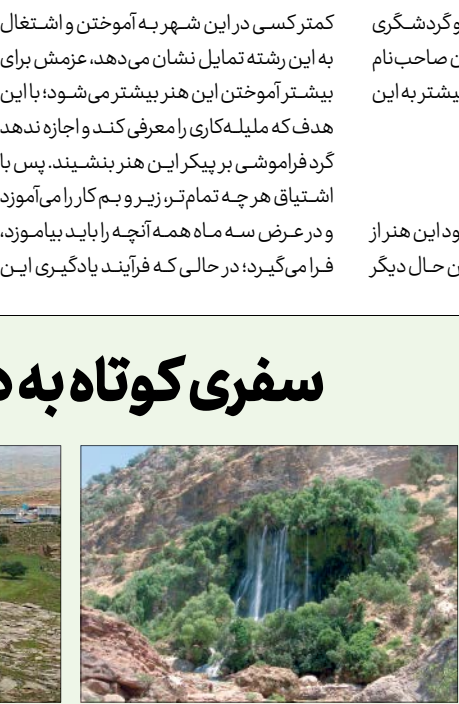 و گردشگری
ن صاحب‌نام
یشتر به این
ود این هنر از
ن حال دیگر
کمتر کسی در این شهر به آموختن و اشتغال
به این رشته تمایل نشان می‌دهد، عزمش برای
بیشتر آموختن این هنر بیشتر می‌شود؛ با این
هدف که ملیله‌کاری را معرفی کند و اجازه ندهد
گرد فراموشی بر پیکر این هنر بنشیند. پس با
اشتیاق هر چه تمام‌تر، زیر و بم کار را می‌آموزد
و در عرض سه ماه همه آنچه را باید بیاموزد،
فرا می‌گیرد؛ در حالی که فرآیند یادگیری این
سفری کوتاه به د